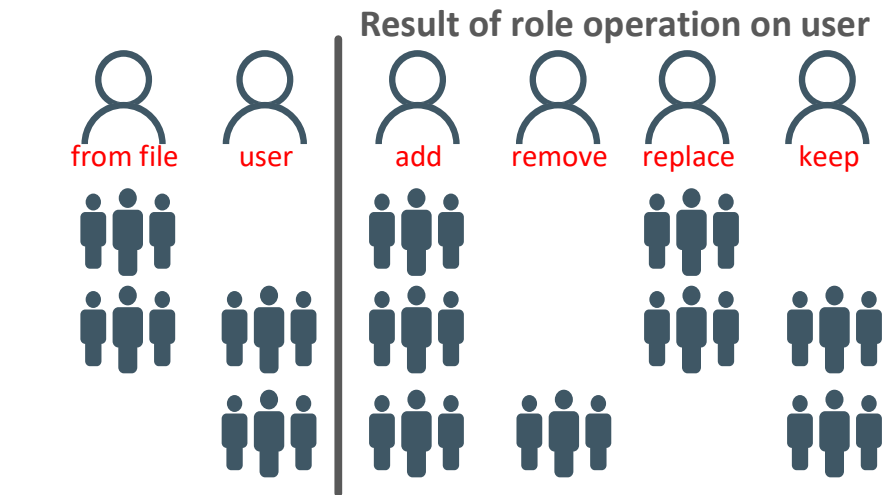 Result of role operation on user
from file user add remove replace keep